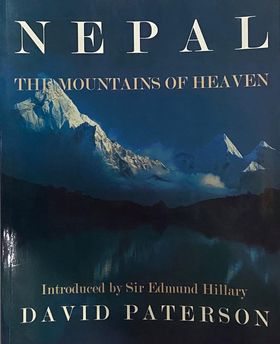 NEPAL
THE MOUNTAINS OF HEAVEN
Introduced by Sir Edmund Hillary
DAVID PATERSON